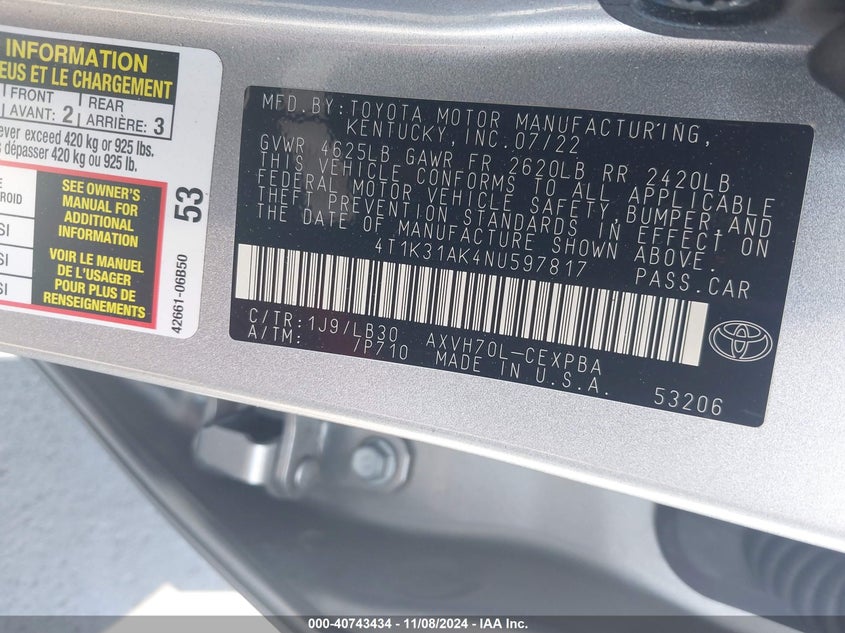 INFORMATION
EUS ET LE CHARGEMENT
FRONT
AVANT: 2
REAR
ARRIÈRE: 3
ever exceed 420 kg or 925 lbs.
dépasser 420 kg ou 925 lb.
SEE OWNER'S
MANUAL FOR
ADDITIONAL
INFORMATION
VOIR LE MANUEL
DE L'USAGER
POUR PLUS DE
RENSEIGNEMENTS
53
42661-06B50
MFD.BY:TOYOTA MOTOR MANUFACTURING,
KENTUCKY,INC.07/22
GVWR 4625LB GAWR FR 2620LB RR 2420LB
THIS VEHICLE CONFORMS TO ALL APPLICABLE
FEDERAL MOTOR VEHICLE SAFETY,BUMPER,AND
THEFT PREVENTION STANDARDS IN EFFECT ON
THE DATE OF MANUFACTURE SHOWN ABOVE.
4T1K31AK4NU597817 PASS.CAR
C/TR:1J9/LB30 AXVH70L-CEXPBA
A/TM: 7P710 MADE IN U.S.A.
53206
000-40743434 - 11/08/2024 - IAA Inc.